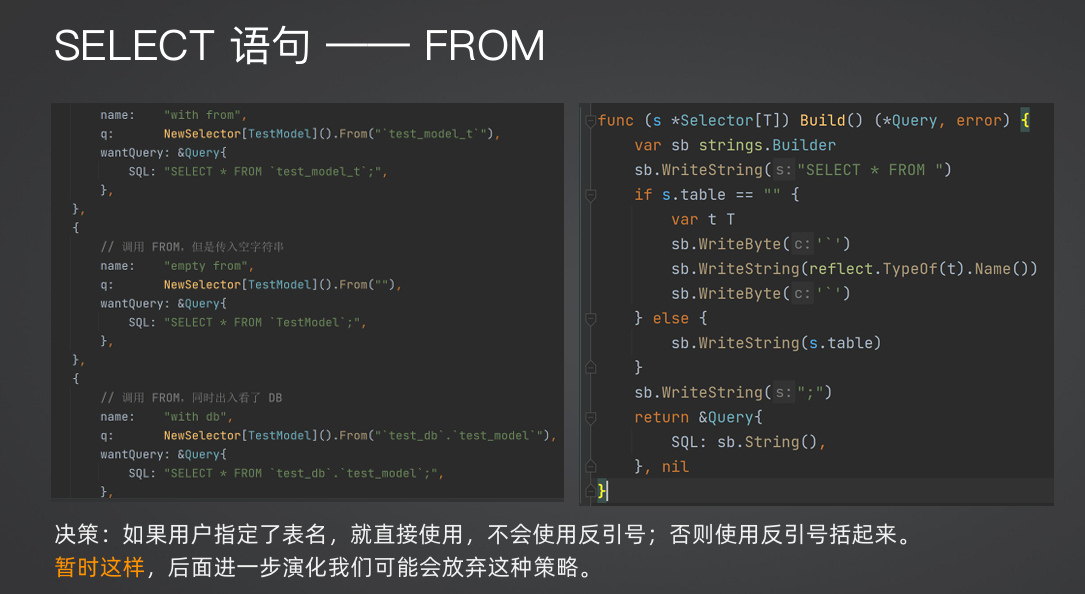 SELECT 语句 —— FROM
name: "with from",
q: NewSelector[TestModel]().From("`test_model_t`"),
wantQuery: &Query{
SQL: "SELECT * FROM `test_model_t`;",
},
},
{
// 调用 FROM，但是传入空字符串
name: "empty from",
q: NewSelector[TestModel]().From(""),
wantQuery: &Query{
SQL: "SELECT * FROM `TestModel`;",
},
},
{
// 调用 FROM，同时出入看了 DB
name: "with db",
q: NewSelector[TestModel]().From("`test_db`.`test_model`"),
wantQuery: &Query{
SQL: "SELECT * FROM `test_db`.`test_model`;",
},
func (s *Selector[T]) Build() (*Query, error) {
var sb strings.Builder
sb.WriteString( s: "SELECT * FROM ")
if s.table == "" {
var t T
sb.WriteByte( c: '`')
sb.WriteString(reflect.TypeOf(t).Name())
sb.WriteByte( c: '`')
} else {
sb.WriteString(s.table)
}
sb.WriteString( s: ";")
return &Query{
SQL: sb.String(),
}, nil
}
决策：如果用户指定了表名，就直接使用，不会使用反引号；否则使用反引号括起来。
暂时这样，后面进一步演化我们可能会放弃这种策略。